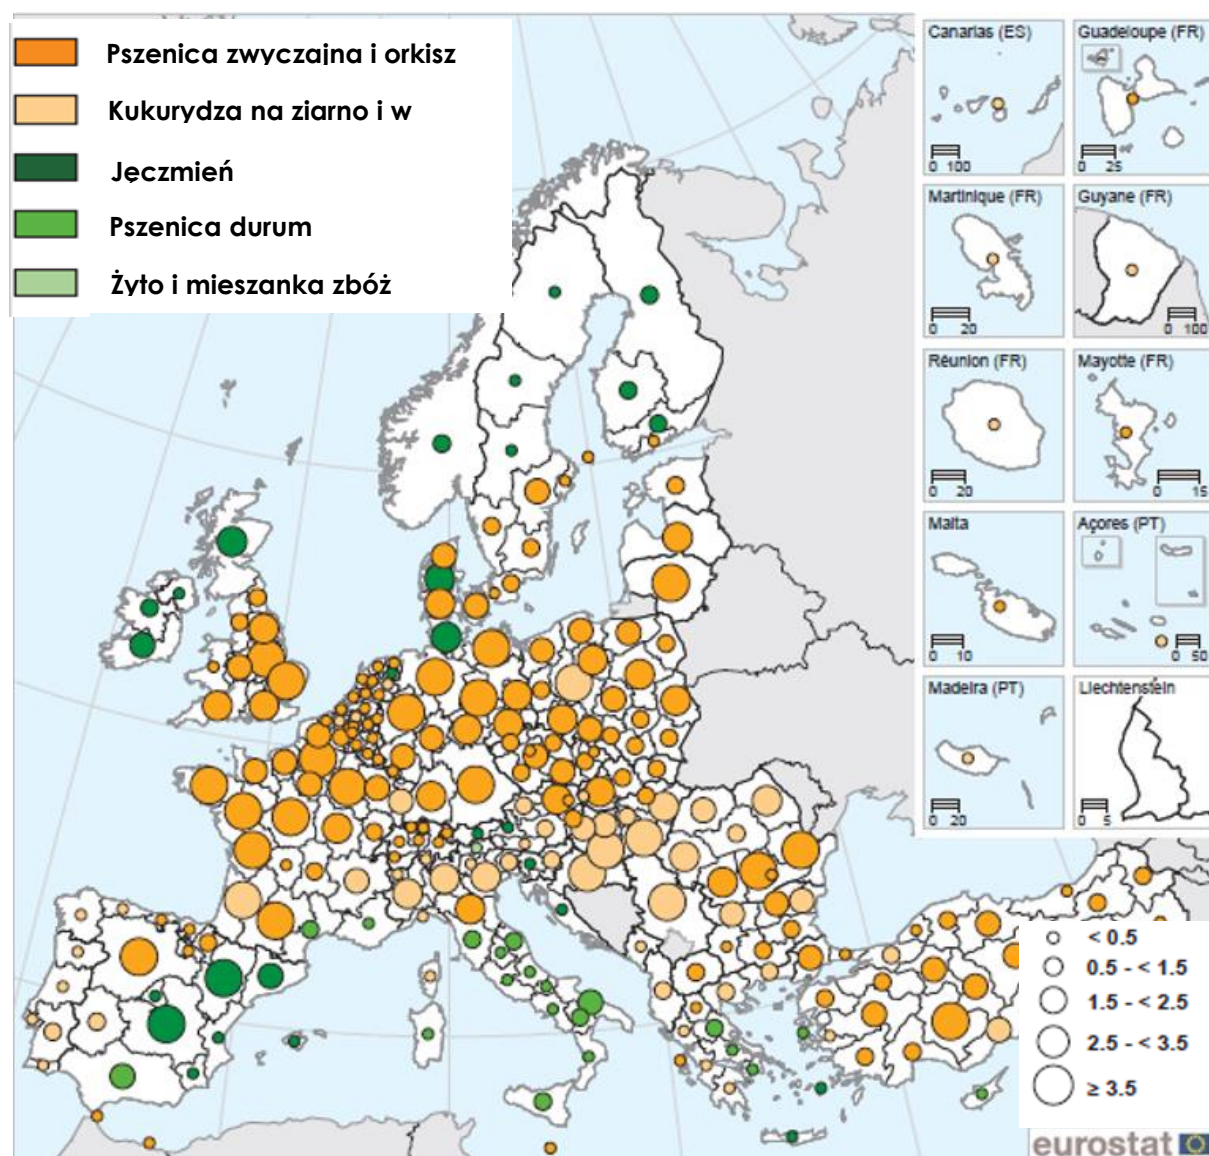 Pszenica zwyczajna i orkisz
Kukurydza na ziarno i w
Jęczmień
Pszenica durum
Żyto i mieszanka zbóż
Canarias (ES)
0 100
Guadeloupe (FR)
0 25
Martinique (FR)
0 20
Guyane (FR)
0 100
Réunion (FR)
0 20
Mayotte (FR)
0 15
Malta
0 10
Açores (PT)
0 50
Madeira (PT)
0 20
Liechtenstein
0 5
< 0.5
0.5 - < 1.5
1.5 - < 2.5
2.5 - < 3.5
≥ 3.5
eurostat